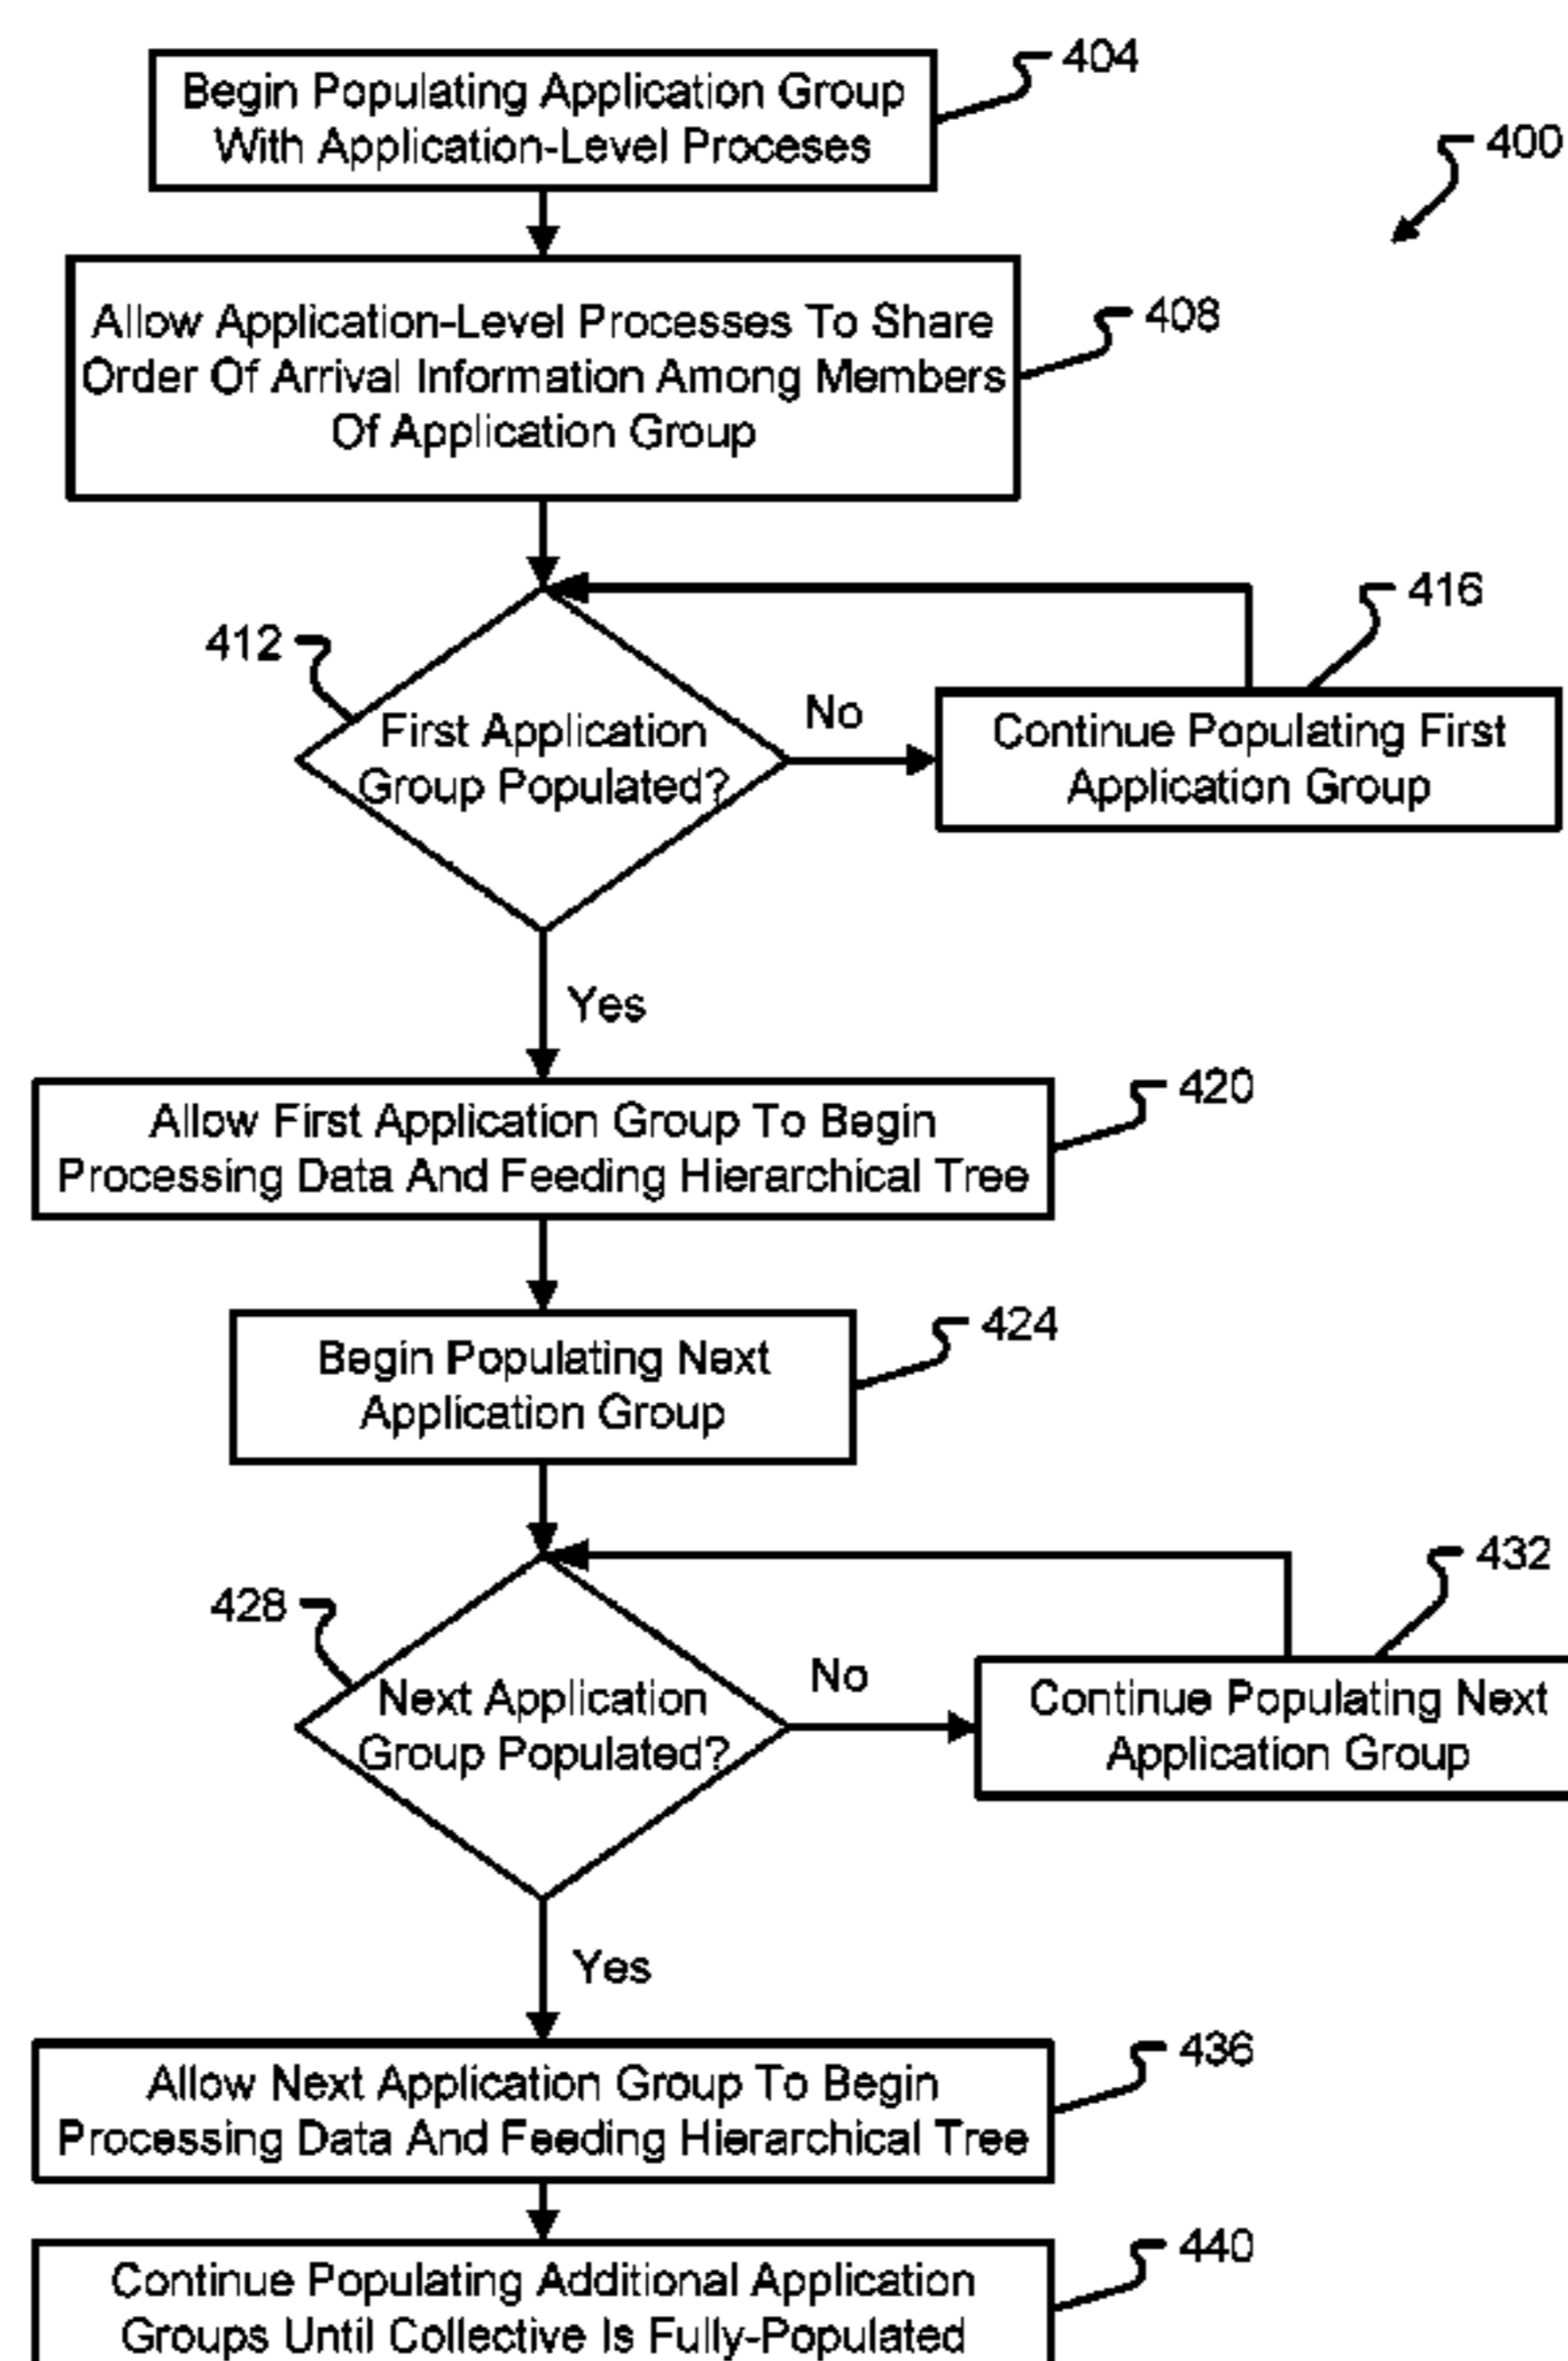 404
Begin Populating Application Group
With Application-Level Proceses
400
408
Allow Application-Level Processes To Share
Order Of Arrival Information Among Members
Of Application Group
416
412
No
First Application
Group Populated?
Continue Populating First
Application Group
Yes
420
Allow First Application Group To Begin
Processing Data And Feeding Hierarchical Tree
424
Begin Populating Next
Application Group
432
428
No
Next Application
Group Populated?
Continue Populating Next
Application Group
Yes
436
Allow Next Application Group To Begin
Processing Data And Feeding Hierarchical Tree
440
Continue Populating Additional Application
Groups Until Collective Is Fully-Populated